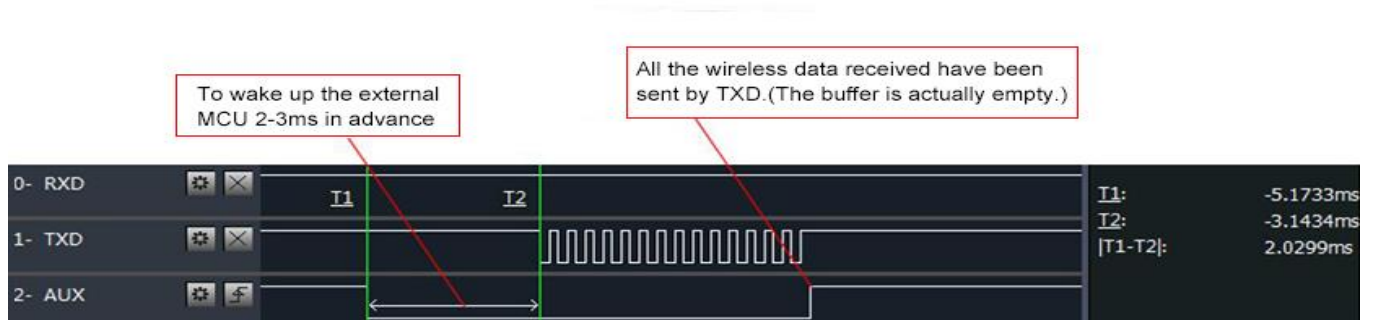 To wake up the external
MCU 2-3ms in advance
All the wireless data received have been
sent by TXD.(The buffer is actually empty.)
0- RXD
T1
T2
1- TXD
2- AUX
T1: -5.1733ms
T2: -3.1434ms
|T1-T2|: 2.0299ms